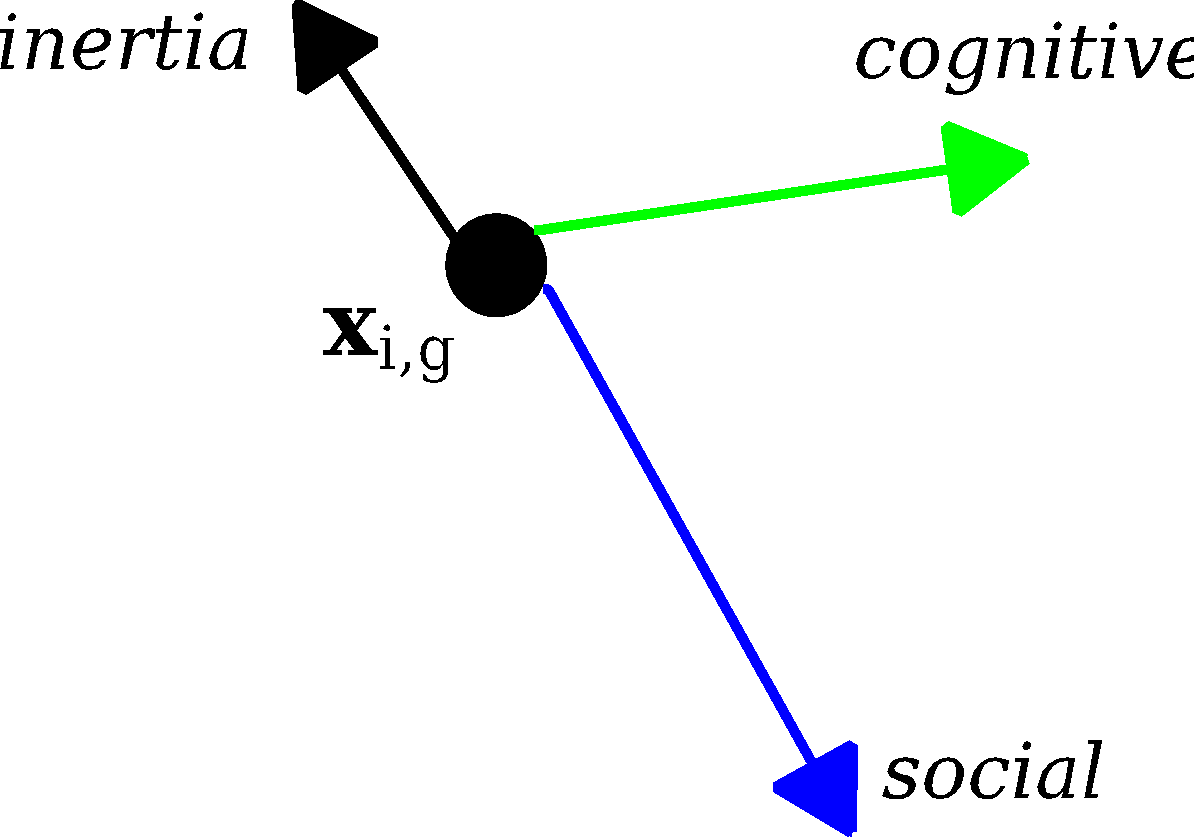 inertia
cognitive
x_{i,g}
social